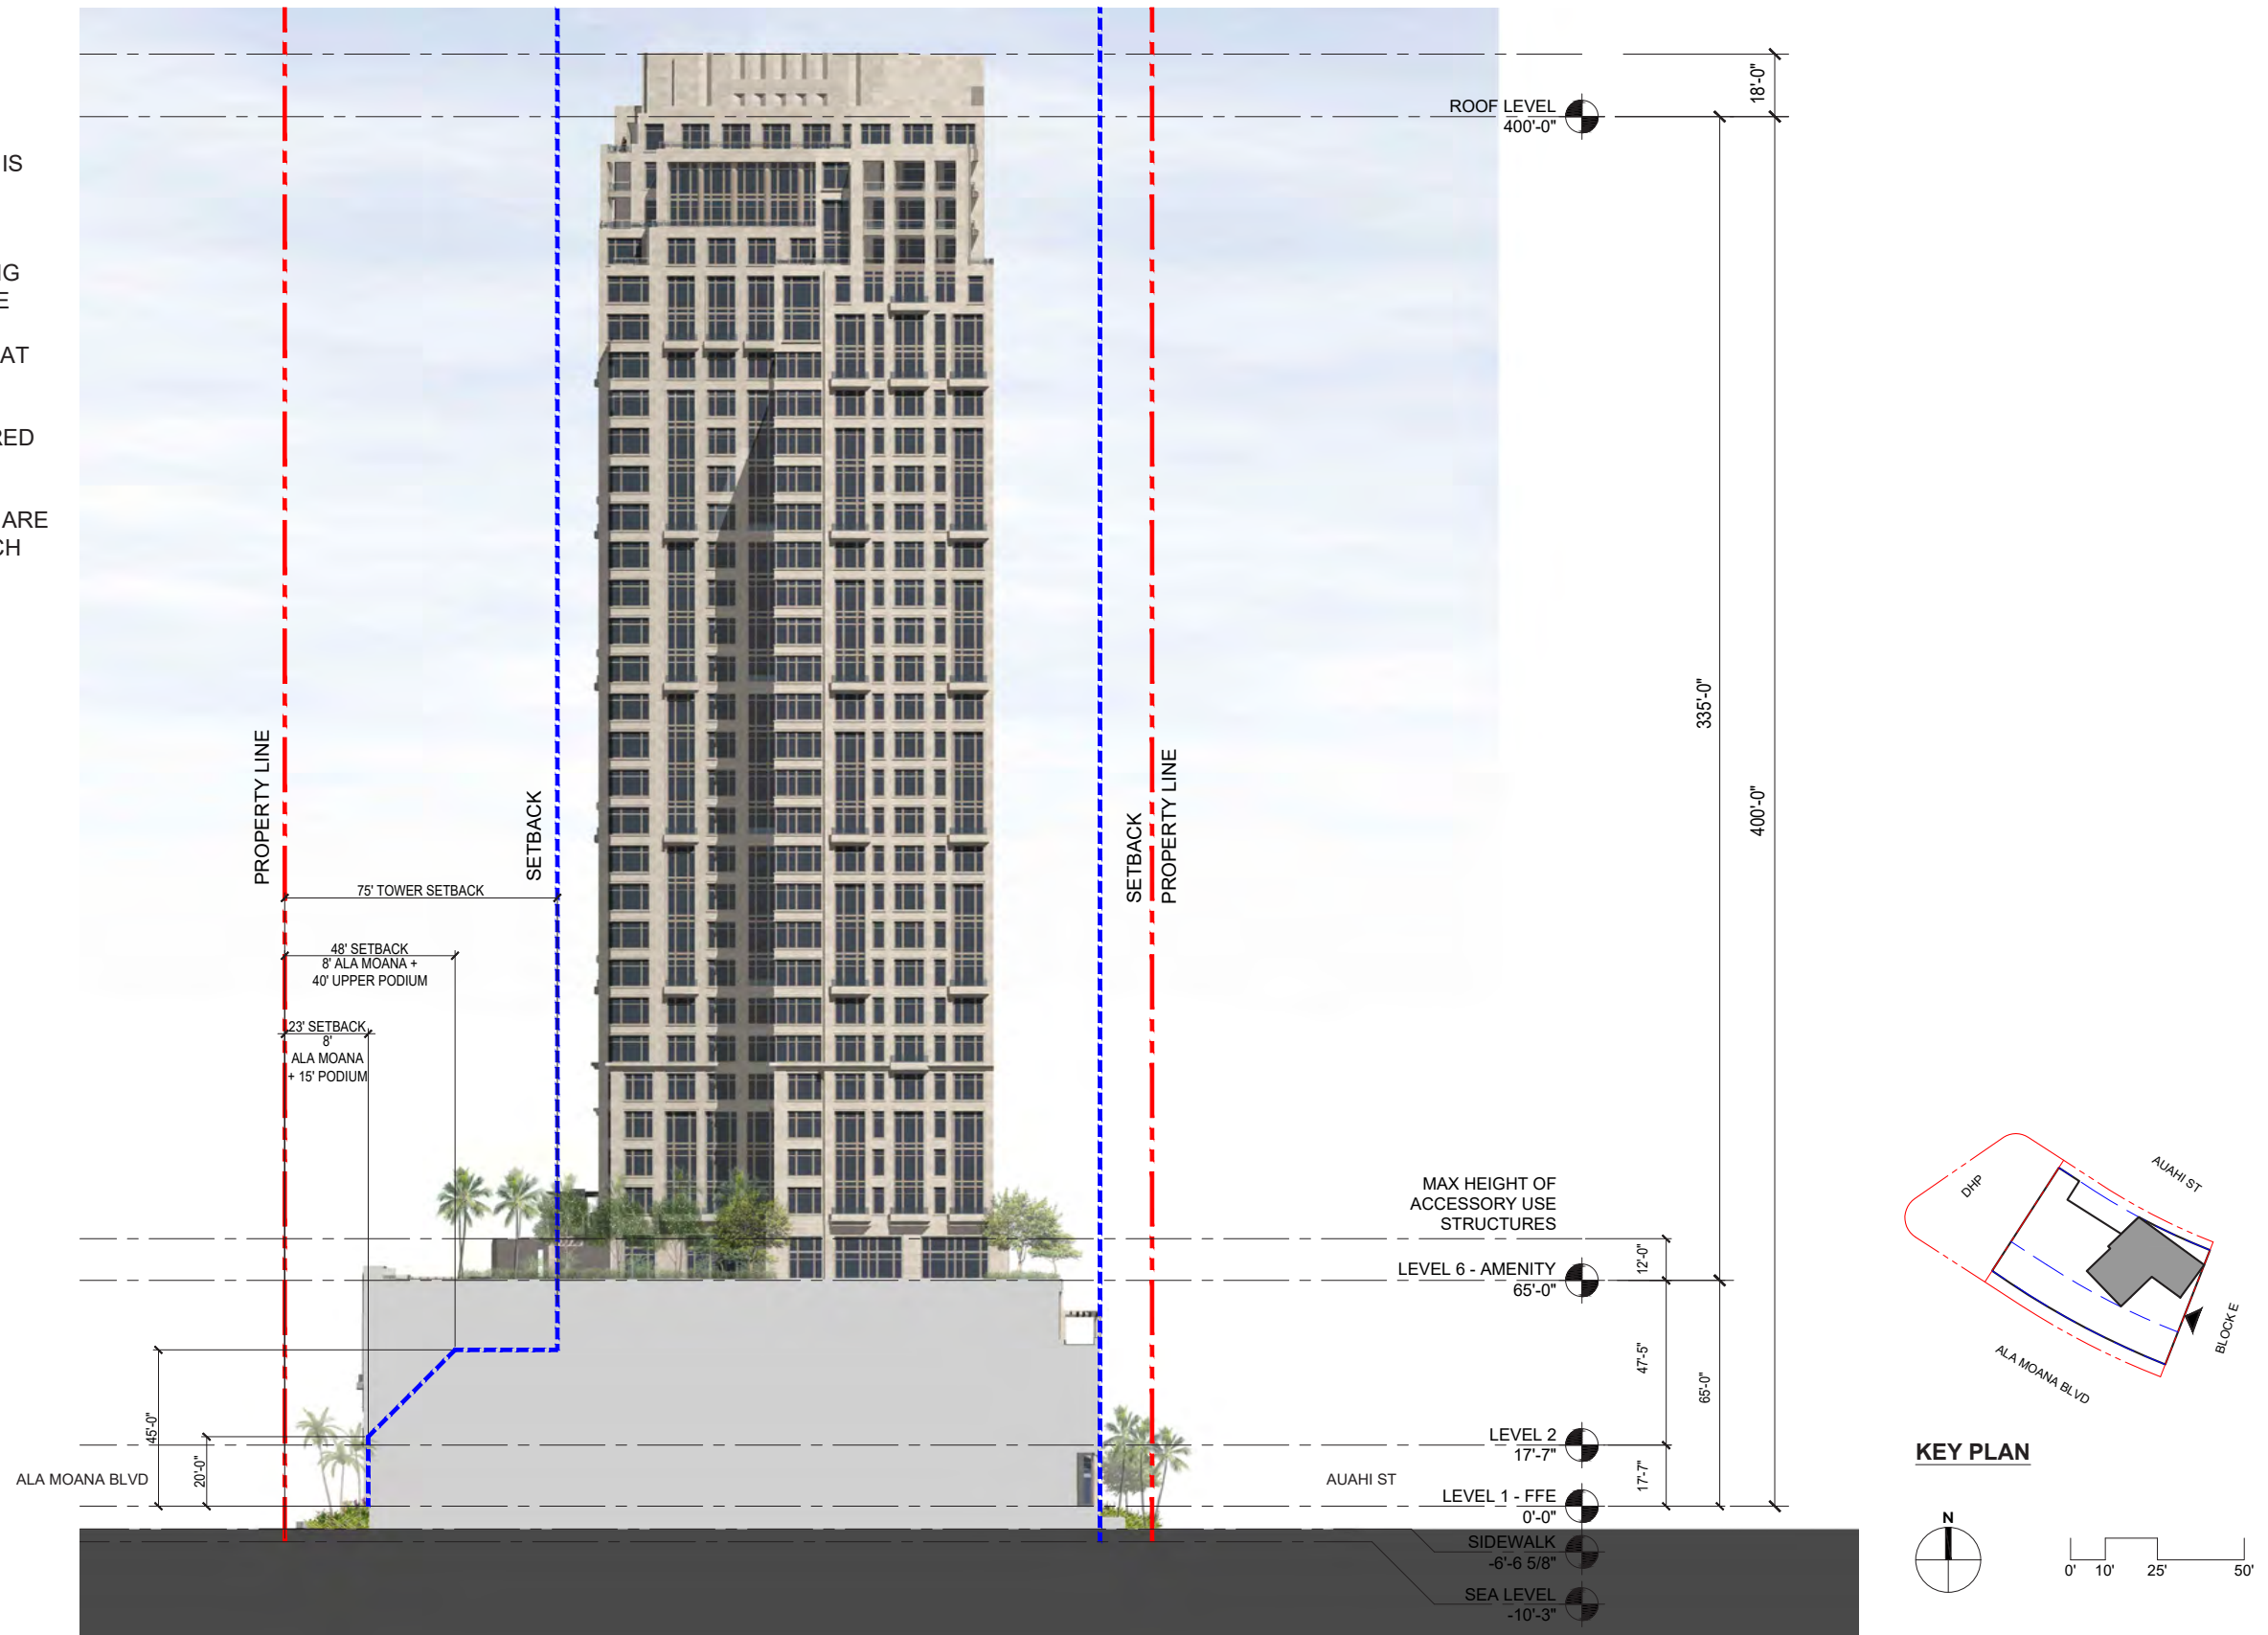 IS
NG
E
AT
RED
ARE
CH
18'-0"
ROOF LEVEL
400'-0"
335'-0"
400'-0"
PROPERTY LINE
SETBACK
SETBACK
PROPERTY LINE
75' TOWER SETBACK
48' SETBACK
8' ALA MOANA +
40' UPPER PODIUM
23' SETBACK
8'
ALA MOANA
+ 15' PODIUM
MAX HEIGHT OF
ACCESSORY USE
STRUCTURES
12'-0"
LEVEL 6 - AMENITY
65'-0"
47'-5"
65'-0"
45'-0"
20'-0"
LEVEL 2
17'-7"
17'-7"
ALA MOANA BLVD
AUAHI ST
LEVEL 1 - FFE
0'-0"
SIDEWALK
-6'-6 5/8"
SEA LEVEL
-10'-3"
DHP
AUAHI ST
BLOCK E
ALA MOANA BLVD
KEY PLAN
N
0' 10' 25' 50'